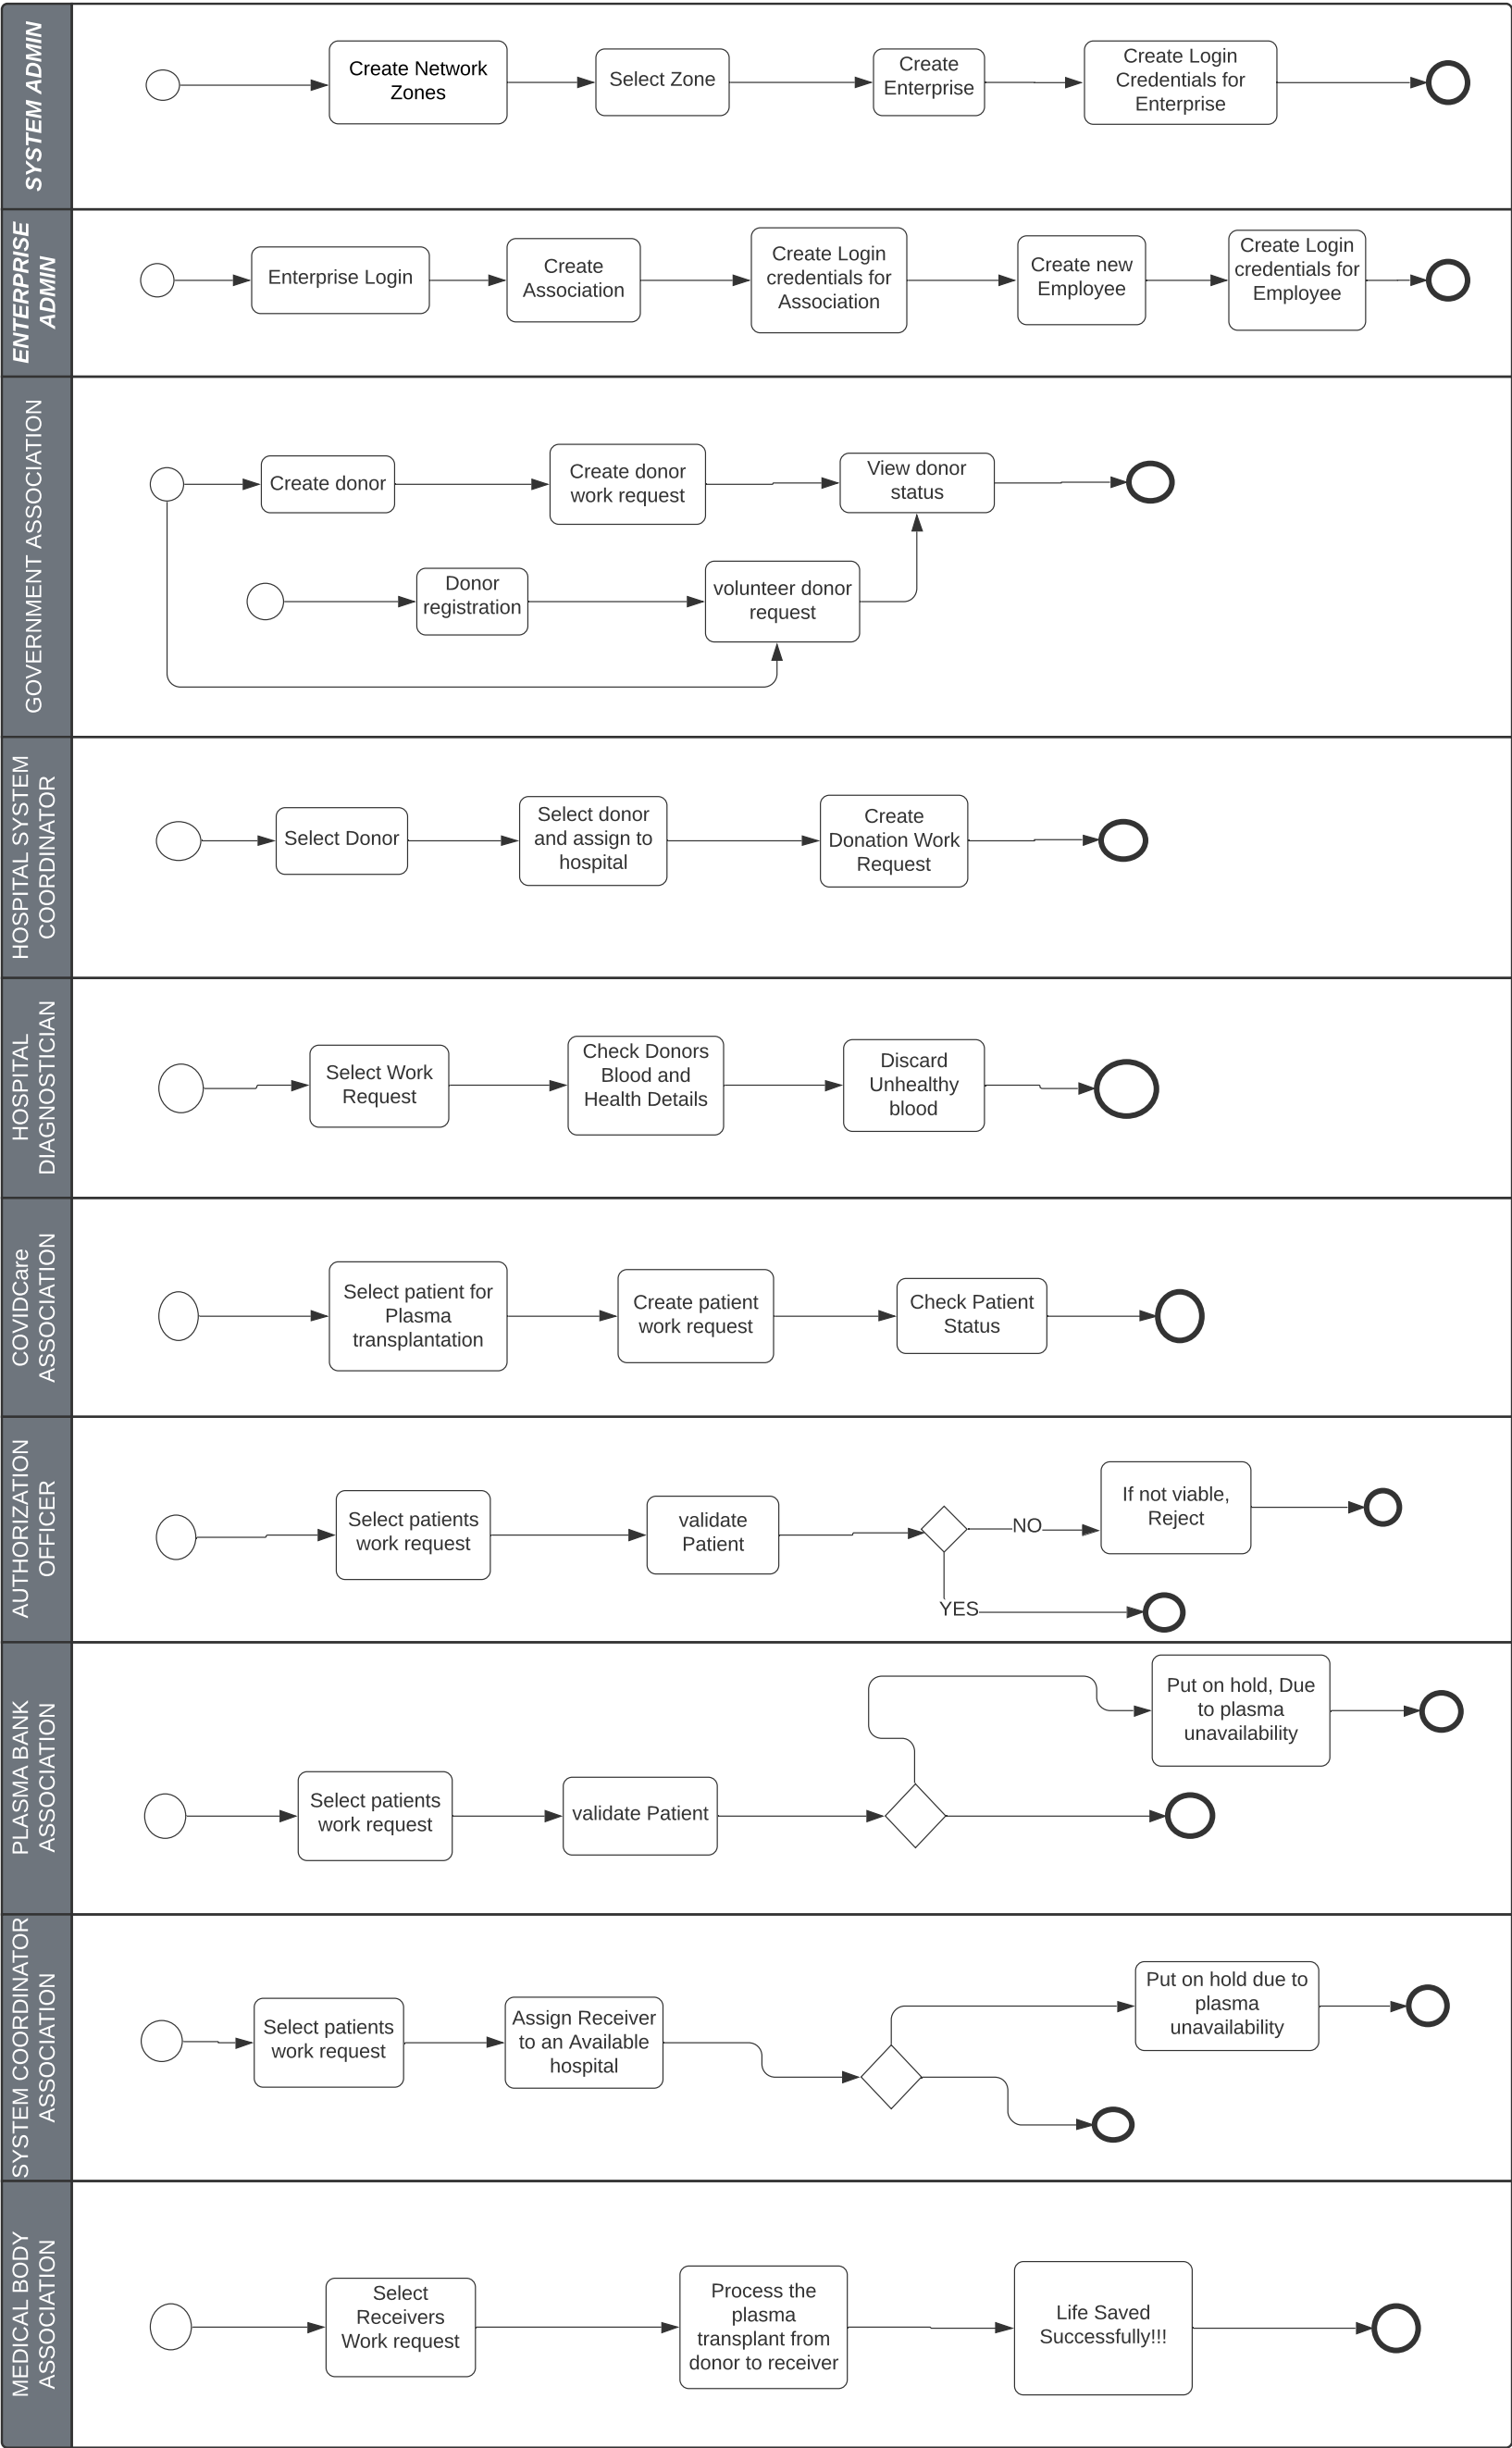 SYSTEM ADMIN
Create Network
Zones
Select Zone
Create
Enterprise
Create Login
Credentials for
Enterprise
ENTERPRISE
ADMIN
Enterprise Login
Create
Association
Create Login
credentials for
Association
Create new
Employee
Create Login
credentials for
Employee
GOVERNMENT ASSOCIATION
Create donor
Create donor
work request
View donor
status
Donor
registration
volunteer donor
request
HOSPITAL SYSTEM
COORDINATOR
Select Donor
Select donor
and assign to
hospital
Create
Donation Work
Request
HOSPITAL
DIAGNOSTICIAN
Select Work
Request
Check Donors
Blood and
Health Details
Discard
Unhealthy
blood
COVIDCare
ASSOCIATION
Select patient for
Plasma
transplantation
Create patient
work request
Check Patient
Status
AUTHORIZATION
OFFICER
Select patients
work request
validate
Patient
NO
If not viable,
Reject
YES
PLASMA BANK
ASSOCIATION
Select patients
work request
validate Patient
Put on hold, Due
to plasma
unavailability
SYSTEM COORDINATOR
ASSOCIATION
Select patients
work request
Assign Receiver
to an Available
hospital
Put on hold due to
plasma
unavailability
MEDICAL BODY
ASSOCIATION
Select
Receivers
Work request
Process the
plasma
transplant from
donor to receiver
Life Saved
Successfully!!!